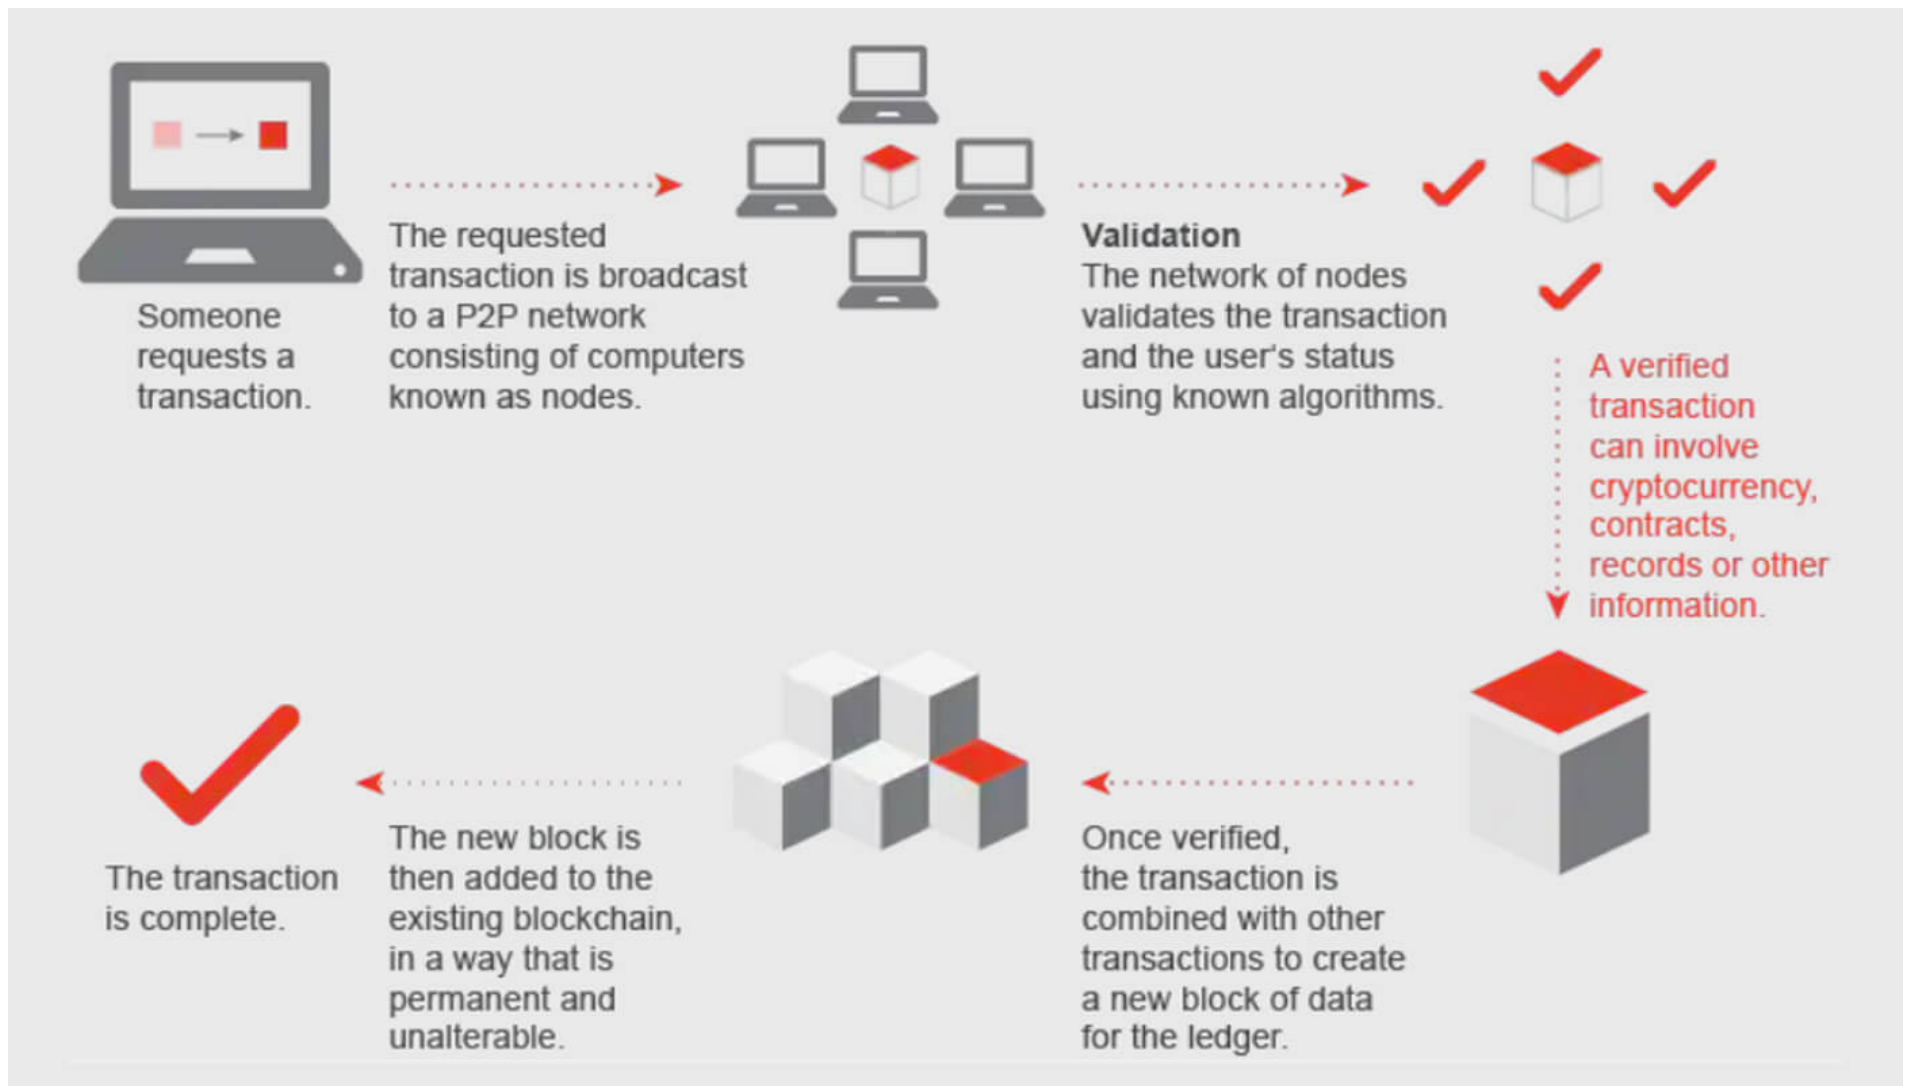 Someone
requests a
transaction.
The requested
transaction is broadcast
to a P2P network
consisting of computers
known as nodes.
Validation
The network of nodes
validates the transaction
and the user's status
using known algorithms.
A verified
transaction
can involve
cryptocurrency,
contracts,
records or other
information.
Once verified,
the transaction is
combined with other
transactions to create
a new block of data
for the ledger.
The new block is
then added to the
existing blockchain,
in a way that is
permanent and
unalterable.
The transaction
is complete.